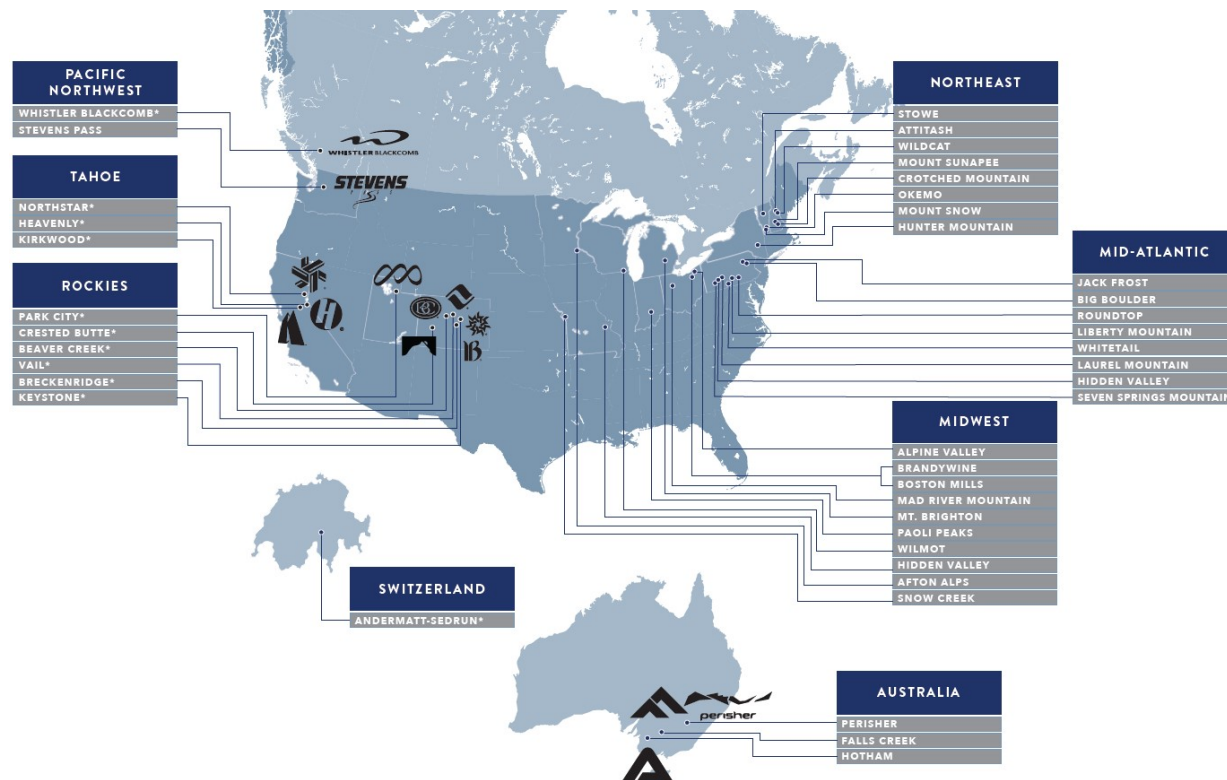 PACIFIC
NORTHWEST
WHISTLER BLACKCOMB*
STEVENS PASS
TAHOE
NORTHSTAR*
HEAVENLY*
KIRKWOOD*
ROCKIES
PARK CITY*
CRESTED BUTTE*
BEAVER CREEK*
VAIL*
BRECKENRIDGE*
KEYSTONE*
WHISTLER BLACKCOMB
STEVENS
S
H
BC
B
NORTHEAST
STOWE
ATTITASH
WILDCAT
MOUNT SUNAPEE
CROTCHED MOUNTAIN
OKEMO
MOUNT SNOW
HUNTER MOUNTAIN
MID-ATLANTIC
JACK FROST
BIG BOULDER
ROUNDTOP
LIBERTY MOUNTAIN
WHITETAIL
LAUREL MOUNTAIN
HIDDEN VALLEY
SEVEN SPRINGS MOUNTAIN
MIDWEST
ALPINE VALLEY
BRANDYWINE
BOSTON MILLS
MAD RIVER MOUNTAIN
MT. BRIGHTON
PAOLI PEAKS
WILMOT
HIDDEN VALLEY
AFTON ALPS
SNOW CREEK
SWITZERLAND
ANDERMATT-SEDRUN*
perisher
AUSTRALIA
PERISHER
FALLS CREEK
HOTHAM